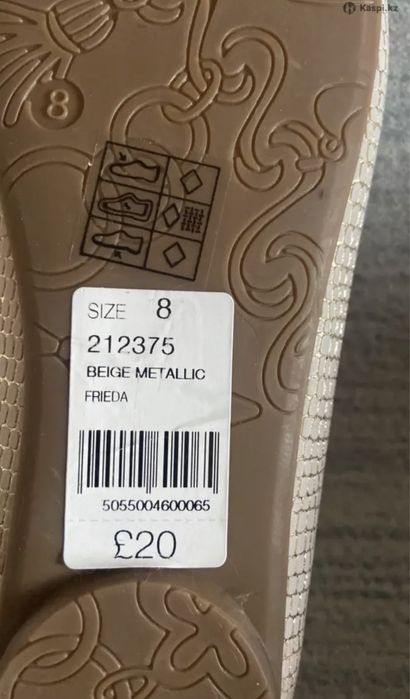 Kaspi.kz
8
SIZE 8
212375
BEIGE METALLIC
FRIEDA
5055004600065
£20